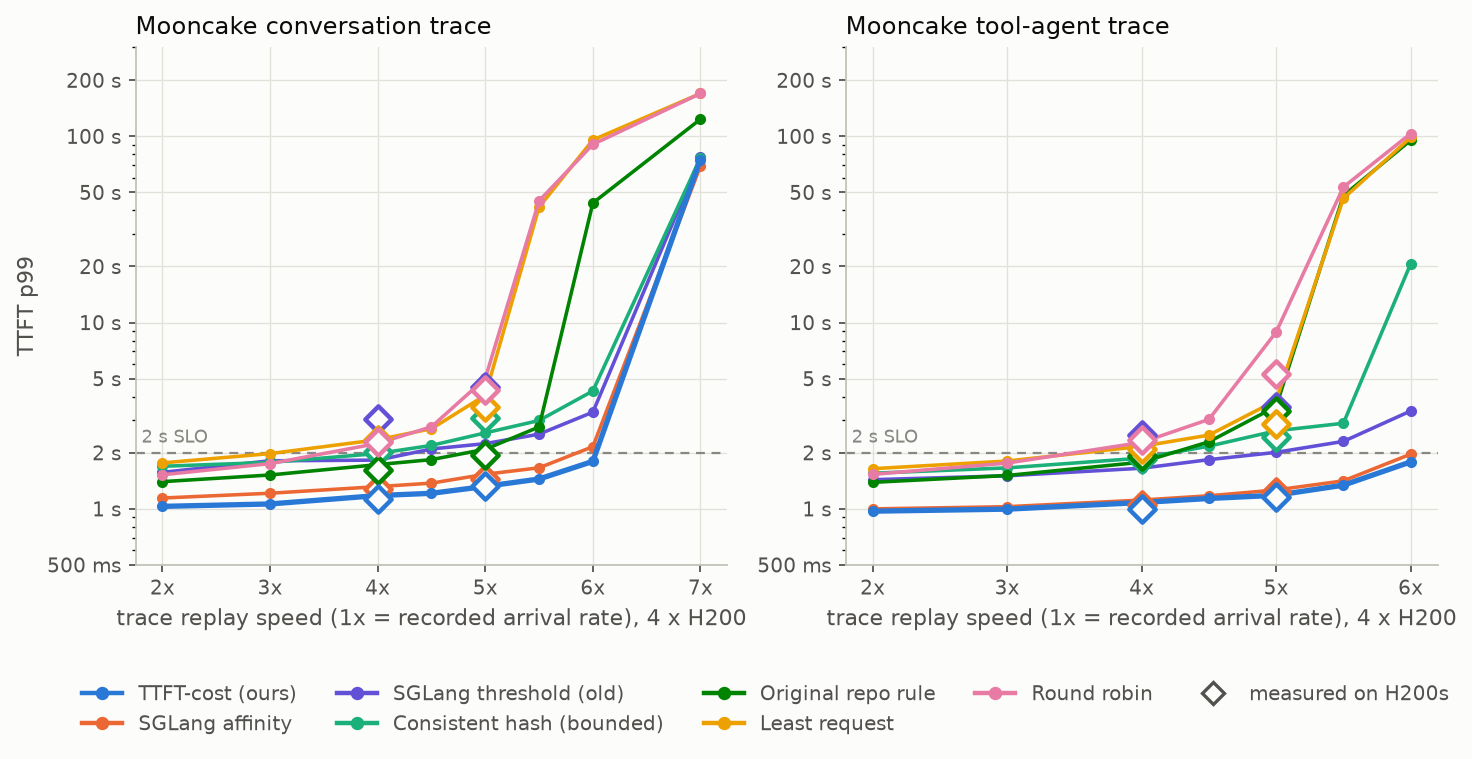 Mooncake conversation trace
Mooncake tool-agent trace
TTFT p99
200 s
100 s
50 s
20 s
10 s
5 s
2 s
1 s
500 ms
2 s SLO
2x
3x
4x
5x
6x
7x
trace replay speed (1x = recorded arrival rate), 4 x H200
200 s
100 s
50 s
20 s
10 s
5 s
2 s
1 s
500 ms
2 s SLO
2x
3x
4x
5x
6x
trace replay speed (1x = recorded arrival rate), 4 x H200
TTFT-cost (ours)
SGLang threshold (old)
Original repo rule
Round robin
measured on H200s
SGLang affinity
Consistent hash (bounded)
Least request